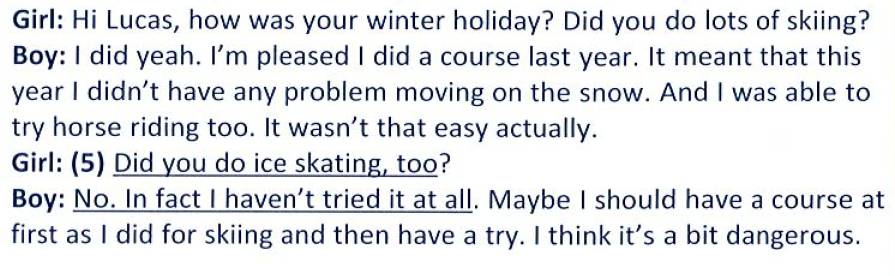 Girl: Hi Lucas, how was your winter holiday? Did you do lots of skiing?
Boy: I did yeah. I'm pleased I did a course last year. It meant that this
year I didn't have any problem moving on the snow. And I was able to
try horse riding too. It wasn't that easy actually.
Girl: (5) Did you do ice skating, too?
Boy: No. In fact I haven't tried it at all. Maybe I should have a course at
first as I did for skiing and then have a try. I think it's a bit dangerous.